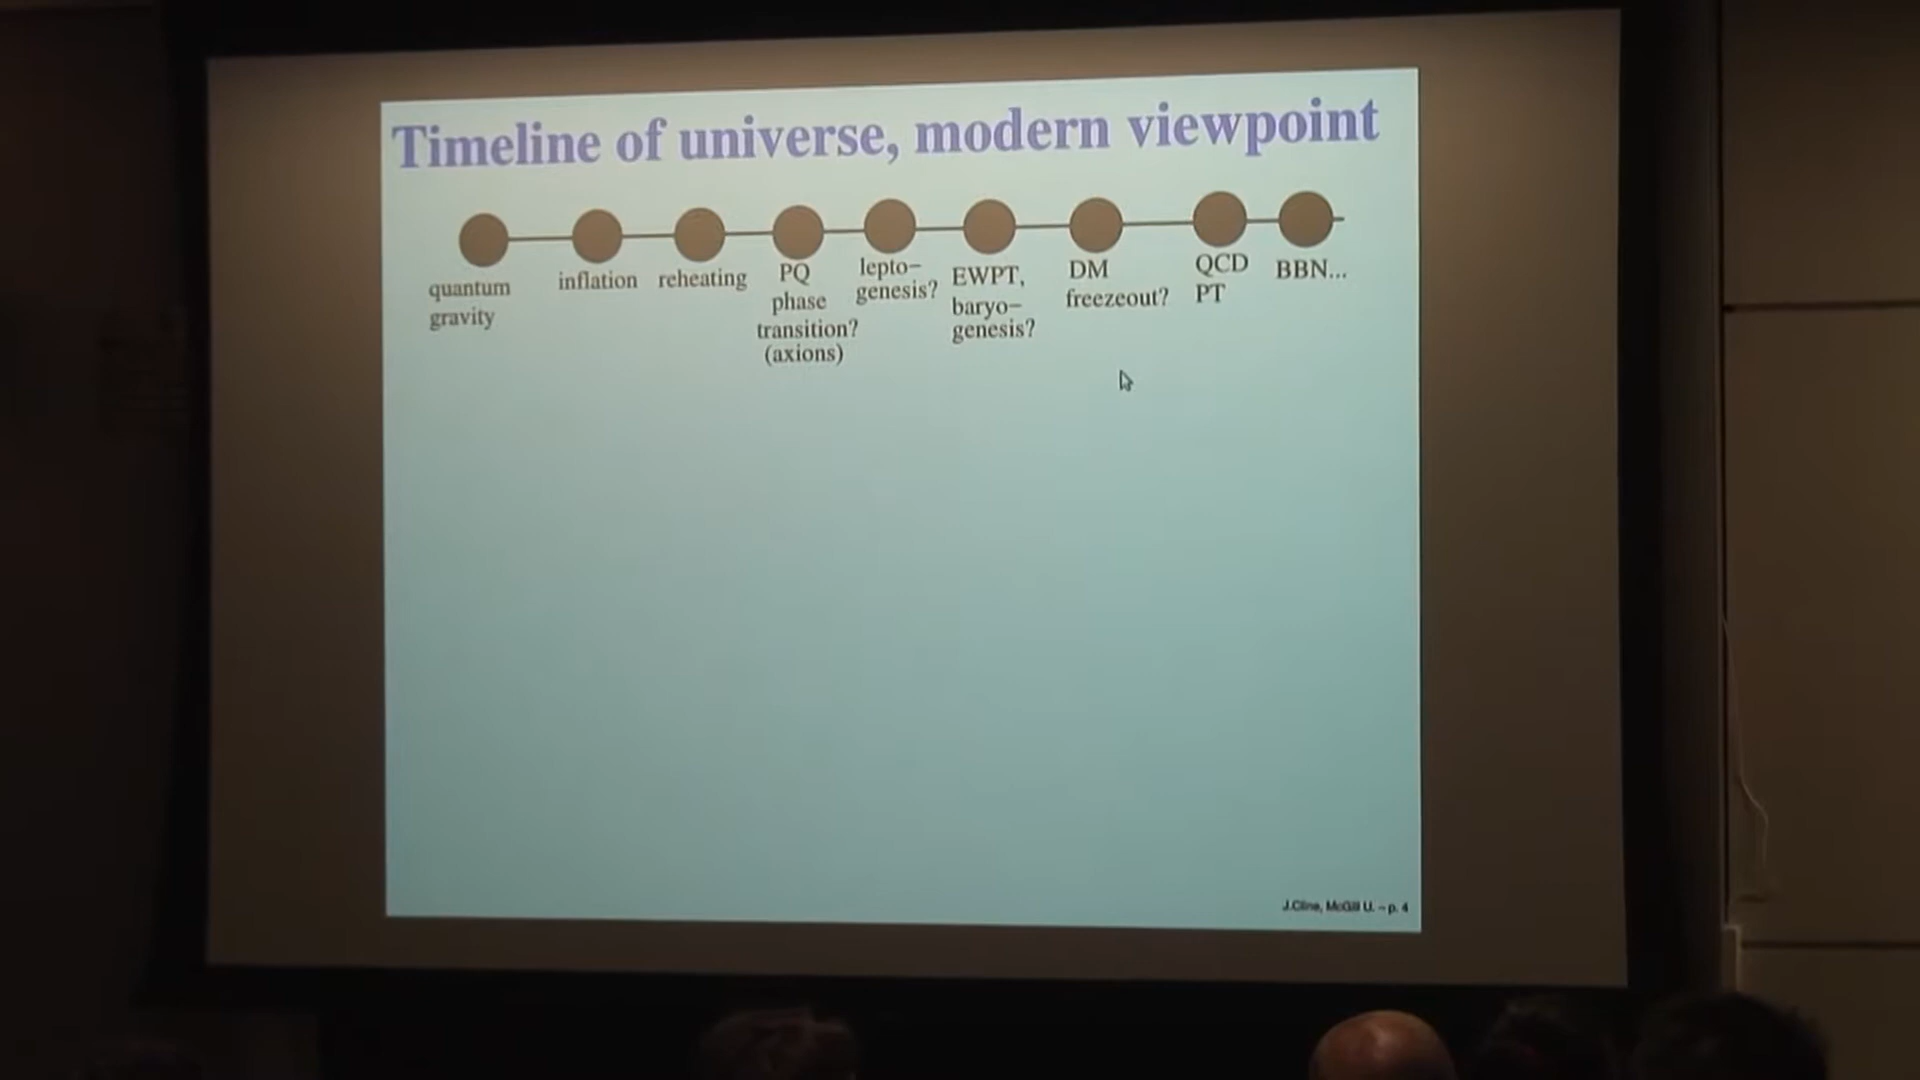 Timeline of universe, modern viewpoint
quantum
gravity
inflation
reheating
PQ
phase
transition?
(axions)
lepto–
genesis?
EWPT,
baryo–
genesis?
DM
freezeout?
QCD
PT
BBN...
J.Cline, McGill U. – p. 4